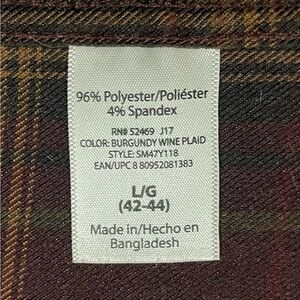 96% Polyester/Poliéster
4% Spandex
RN# 52469 J17
COLOR: BURGUNDY WINE PLAID
STYLE: SM47Y118
EAN/UPC 8 80952081383
L/G
(42-44)
Made in/Hecho en
Bangladesh